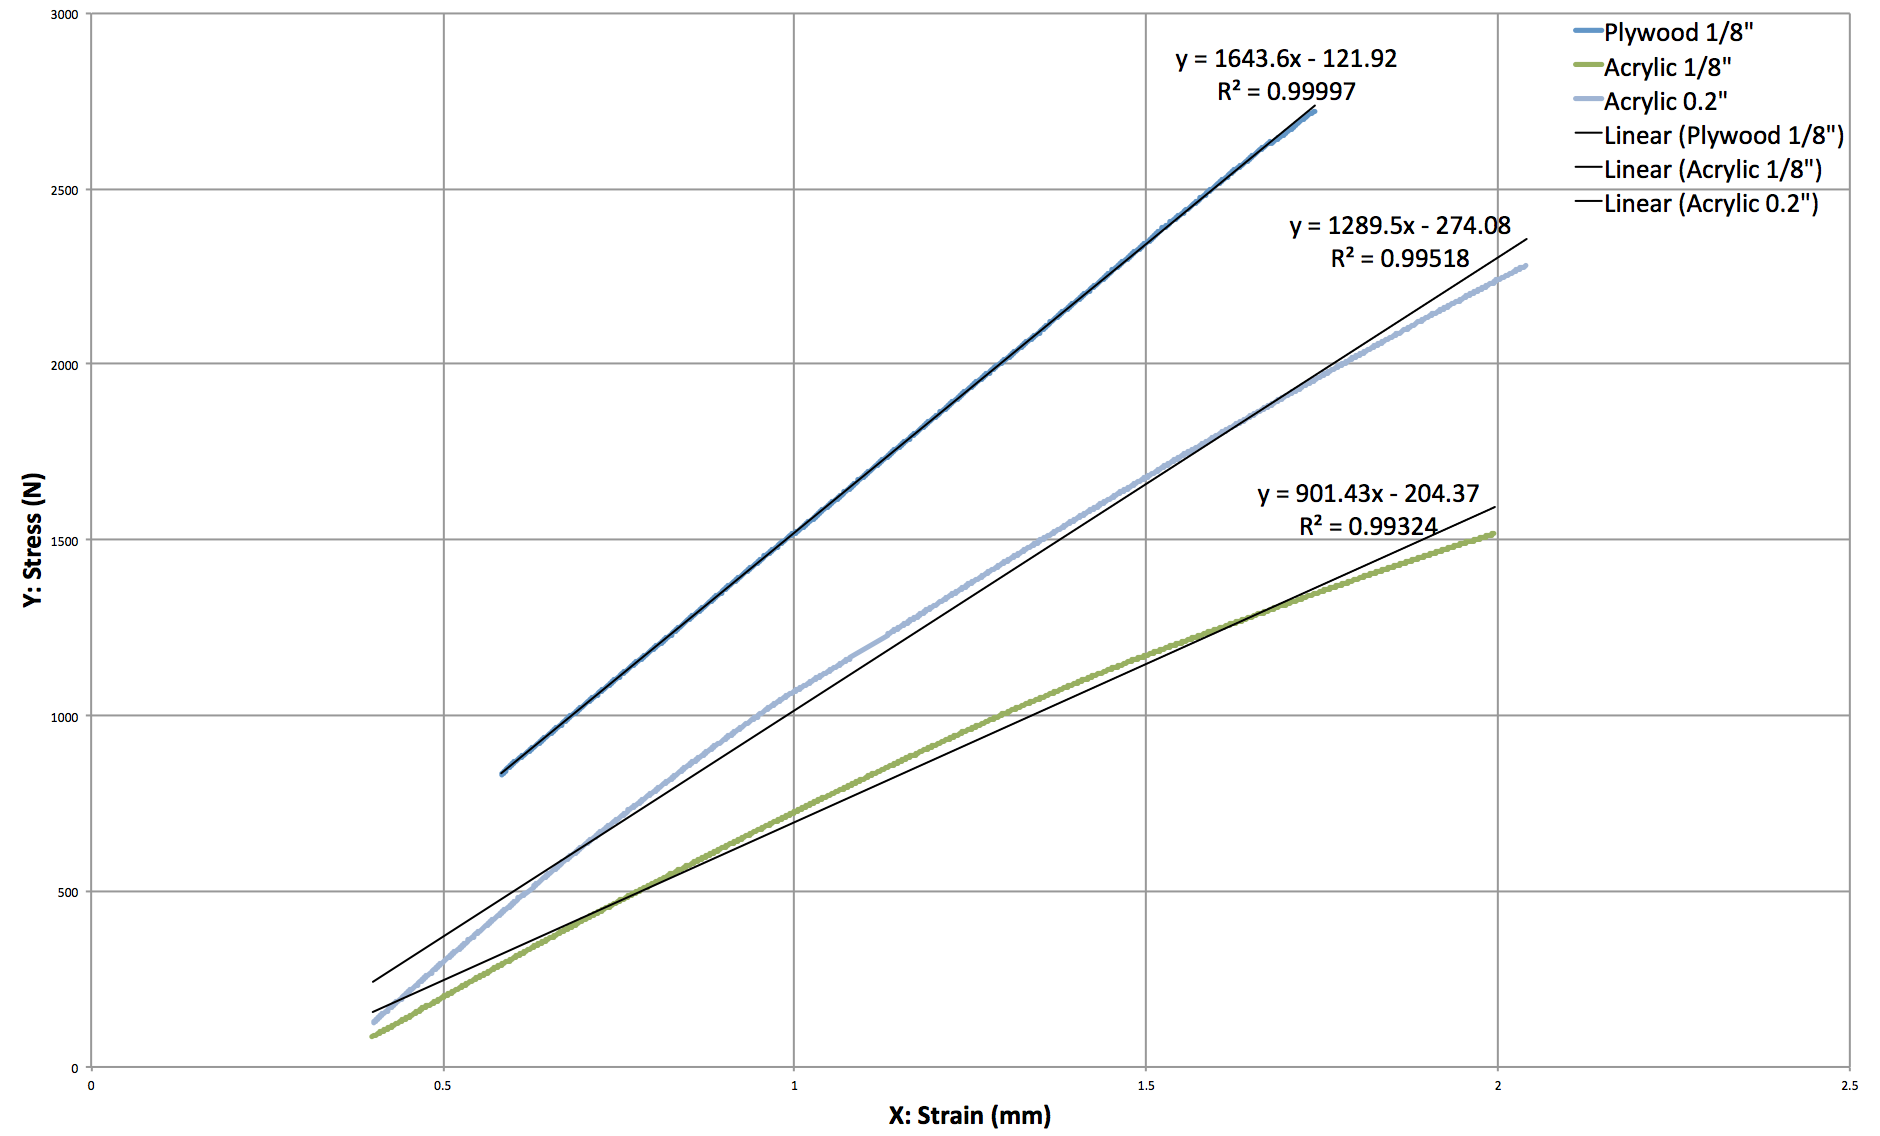 3000
2500
2000
1500
1000
500
0
0
0.5
1
1.5
2
2.5
Y: Stress (N)
X: Strain (mm)
y = 1643.6x - 121.92
R² = 0.99997
y = 1289.5x - 274.08
R² = 0.99518
y = 901.43x - 204.37
R² = 0.99324
Plywood 1/8"
Acrylic 1/8"
Acrylic 0.2"
Linear (Plywood 1/8")
Linear (Acrylic 1/8")
Linear (Acrylic 0.2")